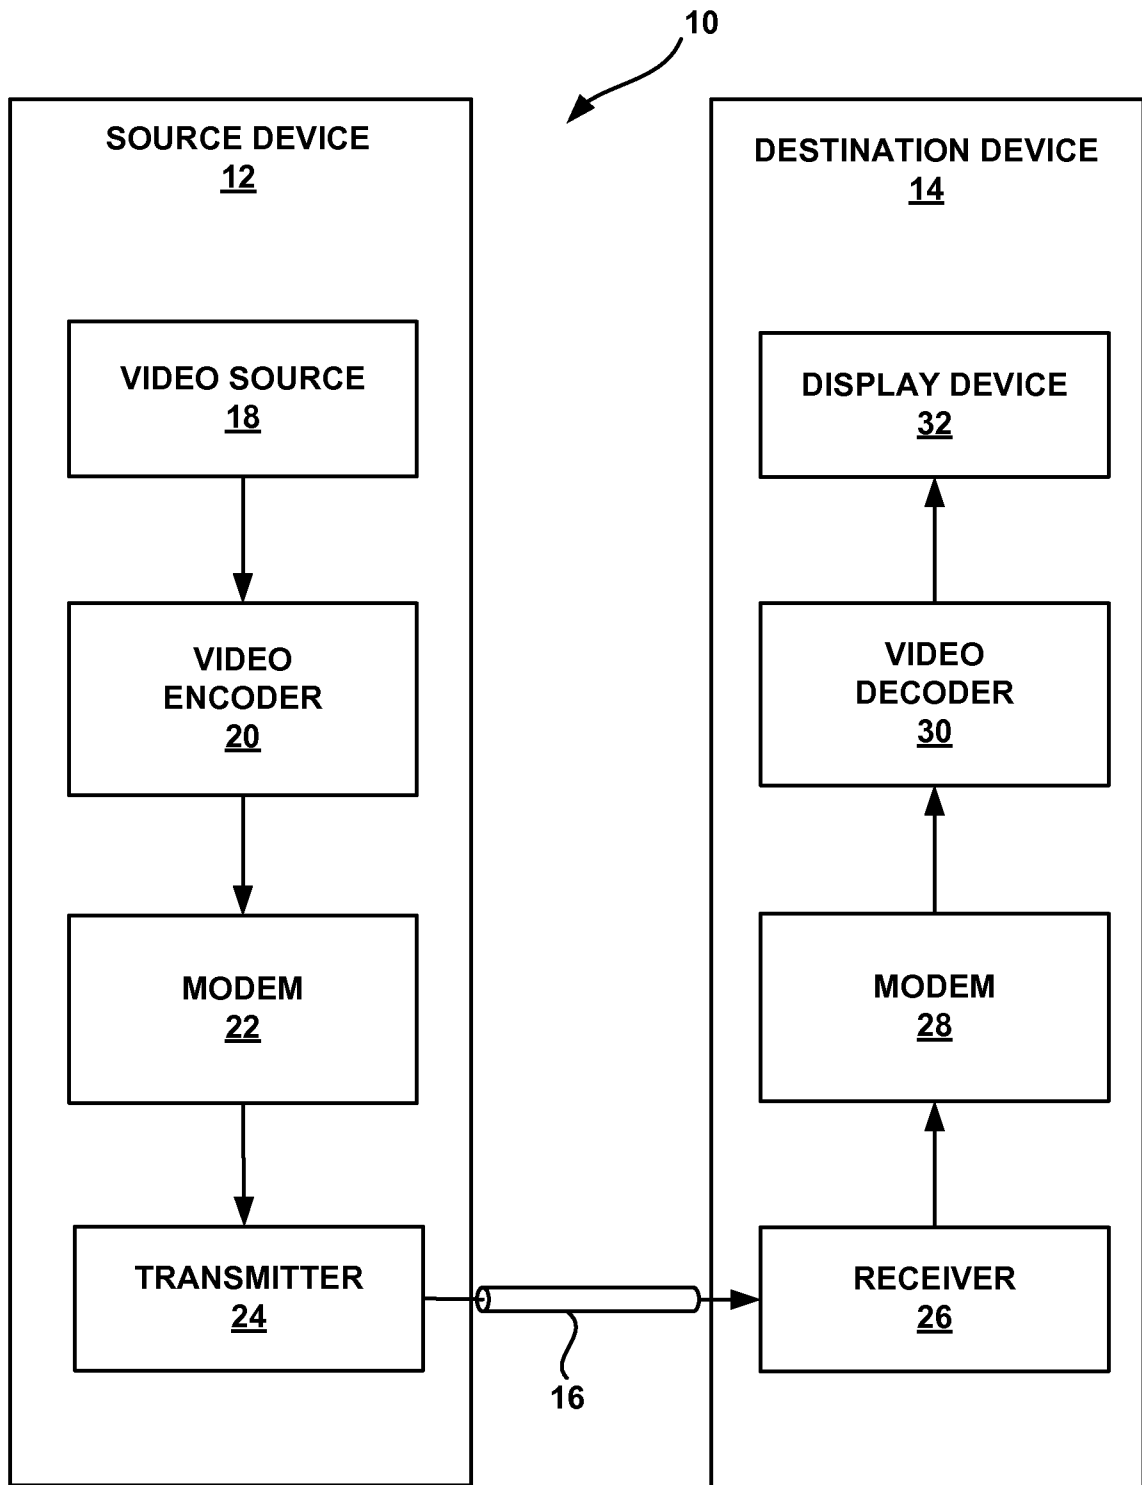 10
SOURCE DEVICE
12
VIDEO SOURCE
18
VIDEO
ENCODER
20
MODEM
22
TRANSMITTER
24
16
DESTINATION DEVICE
14
DISPLAY DEVICE
32
VIDEO
DECODER
30
MODEM
28
RECEIVER
26